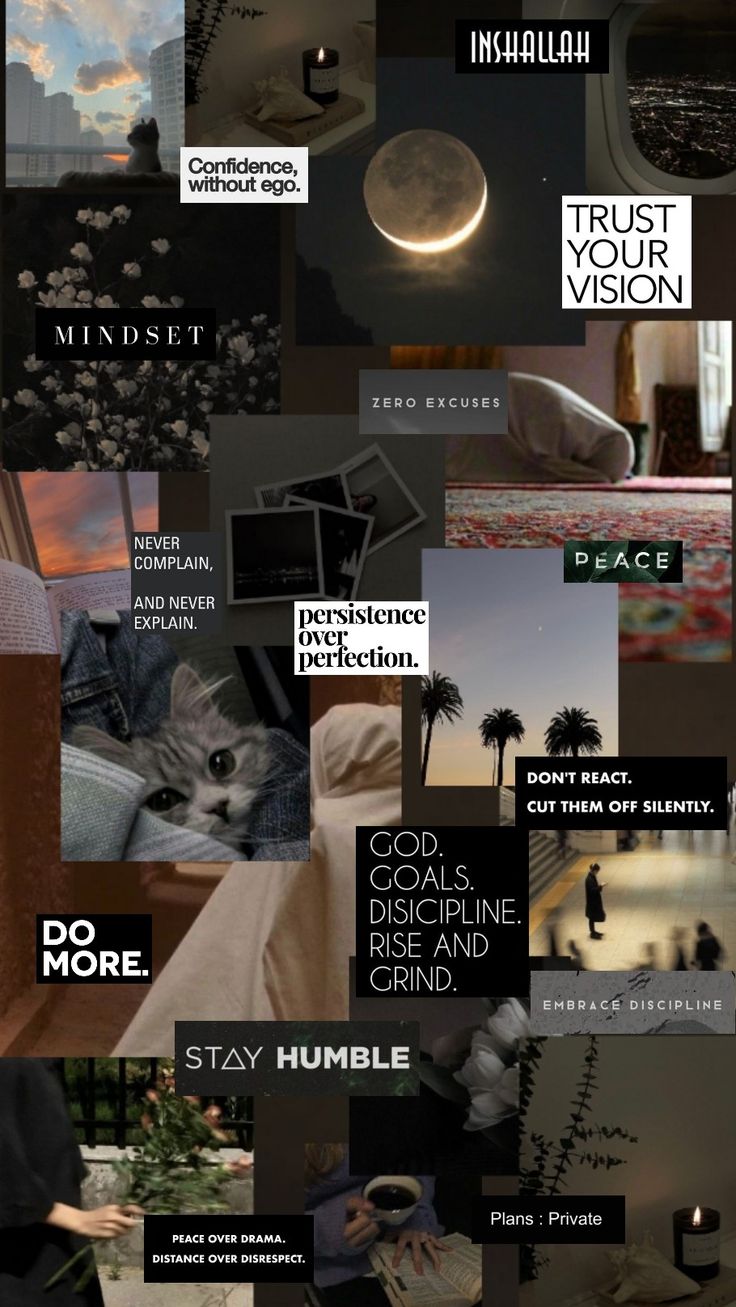 INSHALLAH
Confidence,
without ego.
TRUST
YOUR
VISION
MINDSET
ZERO EXCUSES
NEVER
COMPLAIN,
AND NEVER
EXPLAIN.
PEACE
persistence
over
perfection.
DON'T REACT.
CUT THEM OFF SILENTLY.
GOD.
GOALS.
DISICIPLINE.
RISE AND
GRIND.
DO
MORE.
EMBRACE DISCIPLINE
STAY HUMBLE
Plans : Private
PEACE OVER DRAMA.
DISTANCE OVER DISRESPECT.